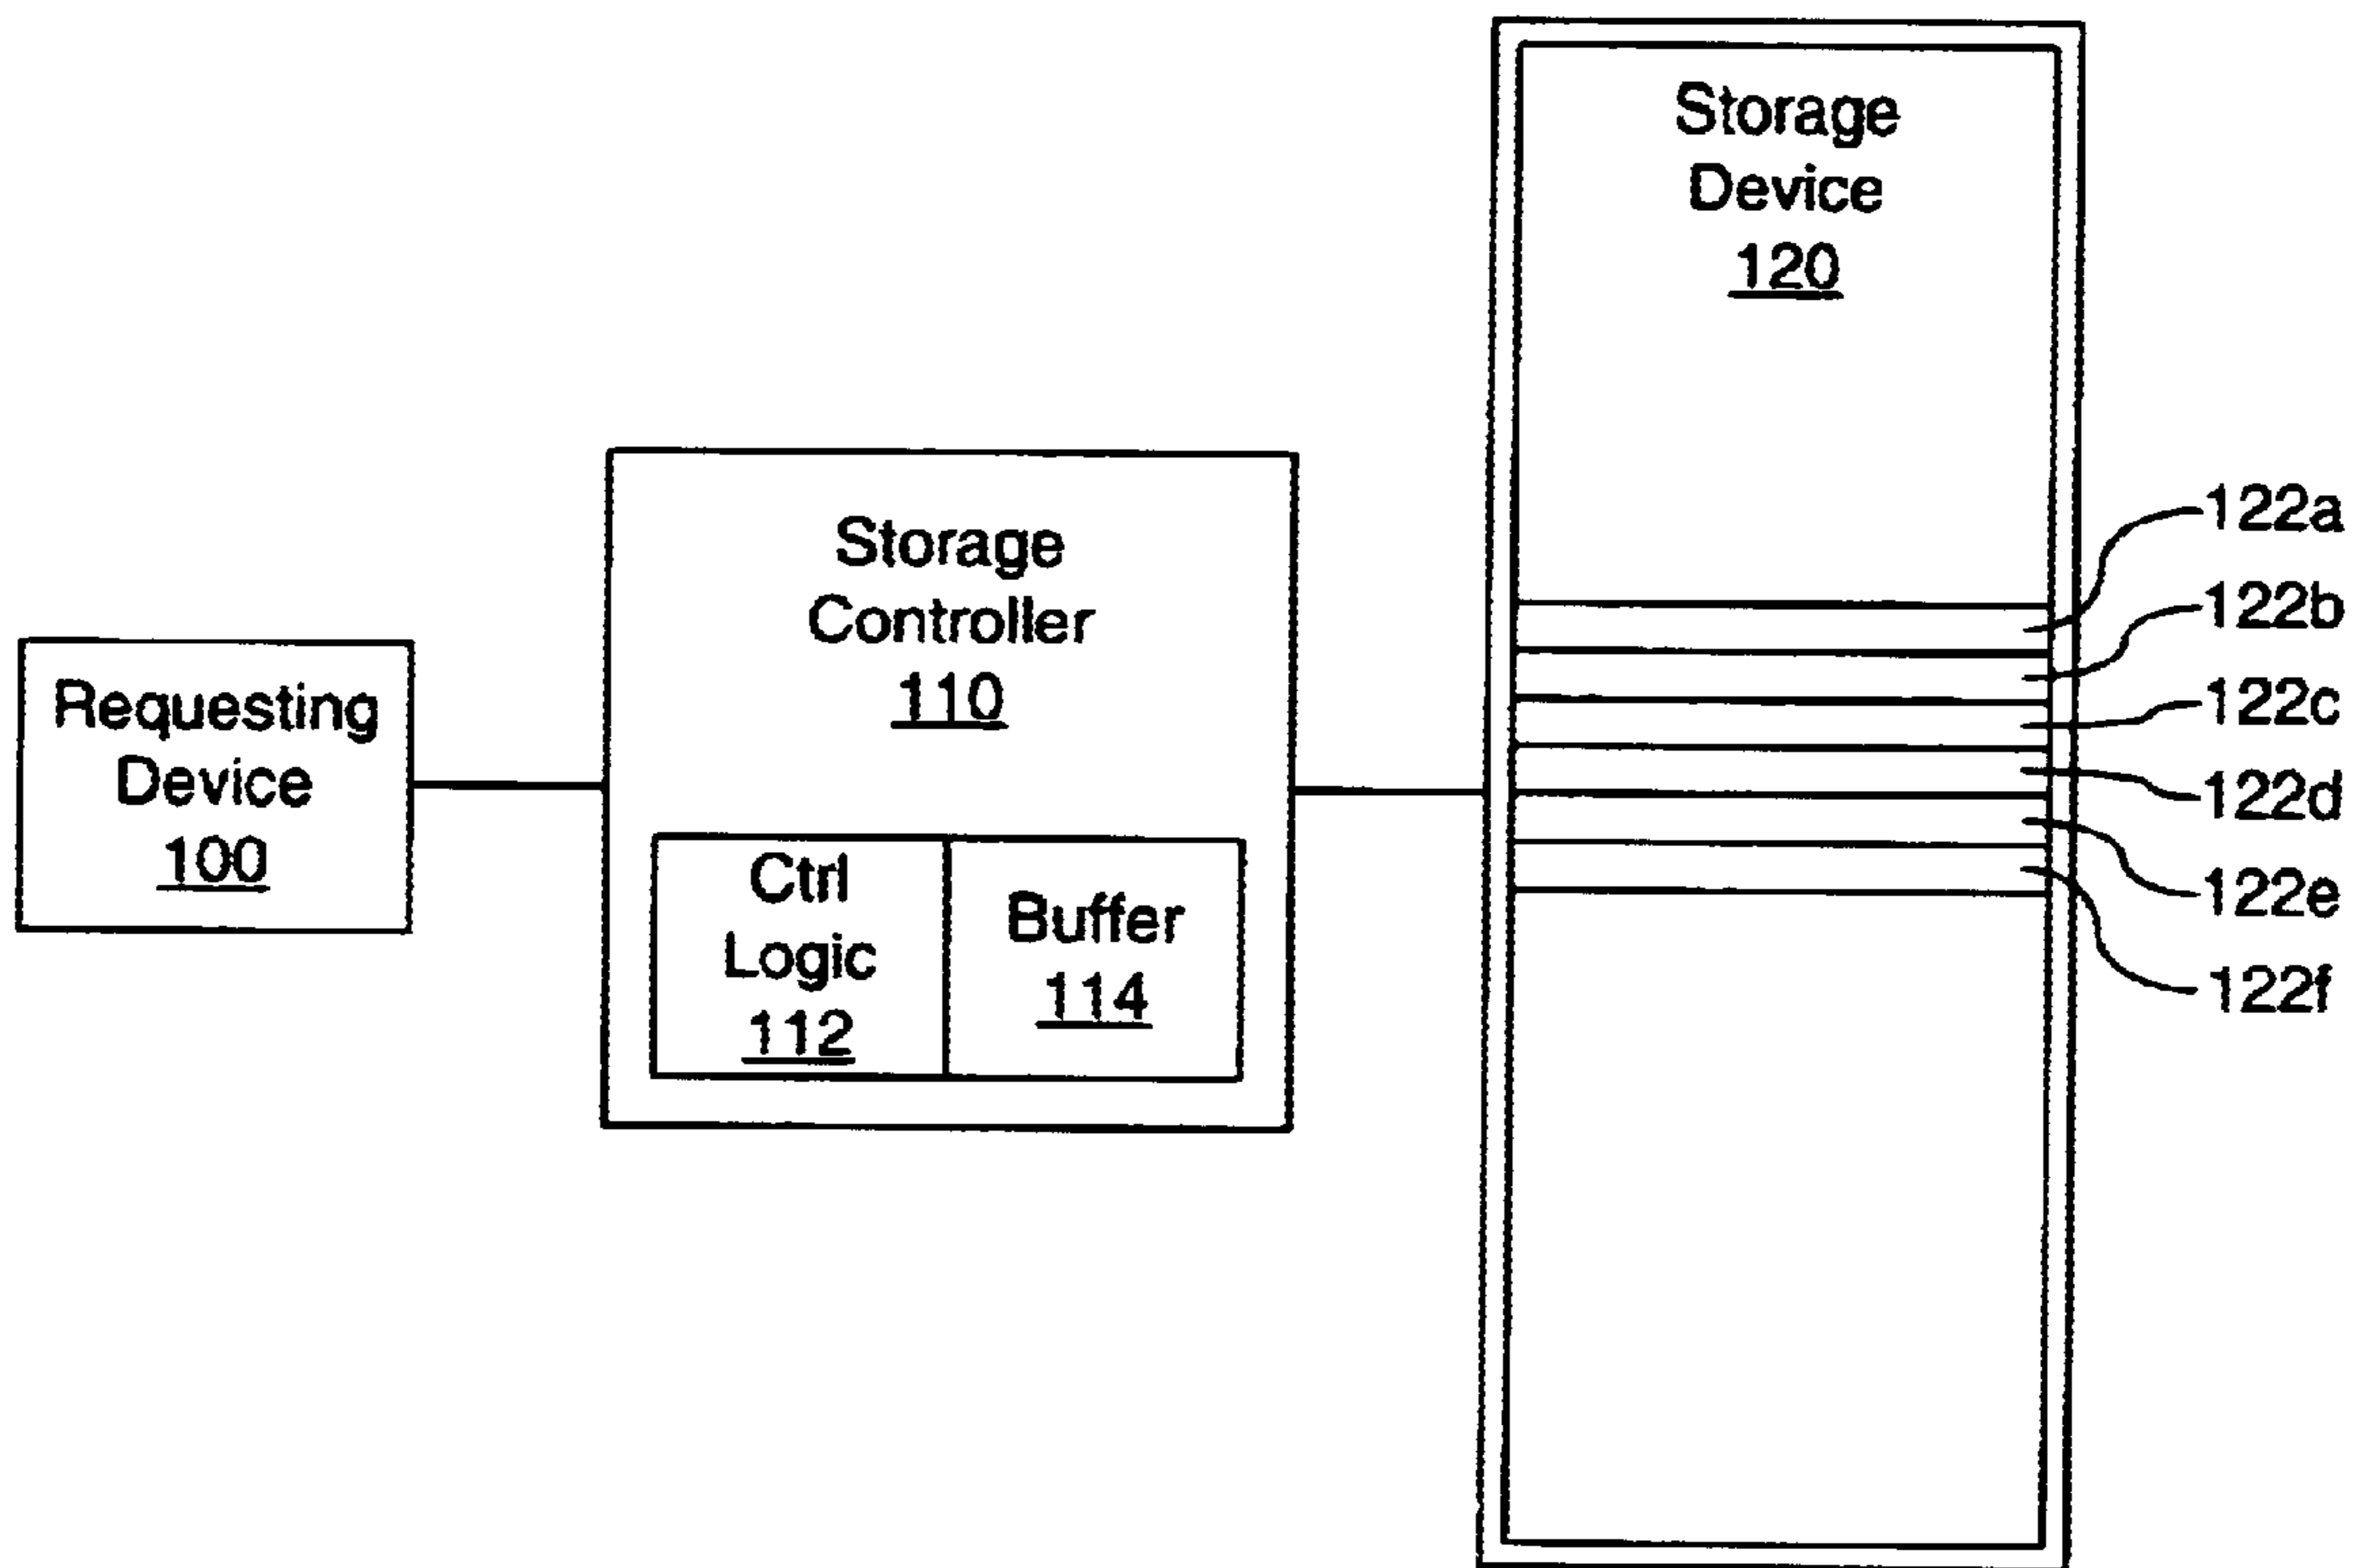 Requesting
Device
100
Storage
Controller
110
Ctrl
Logic
112
Buffer
114
Storage
Device
120
122a
122b
122c
122d
122e
122f